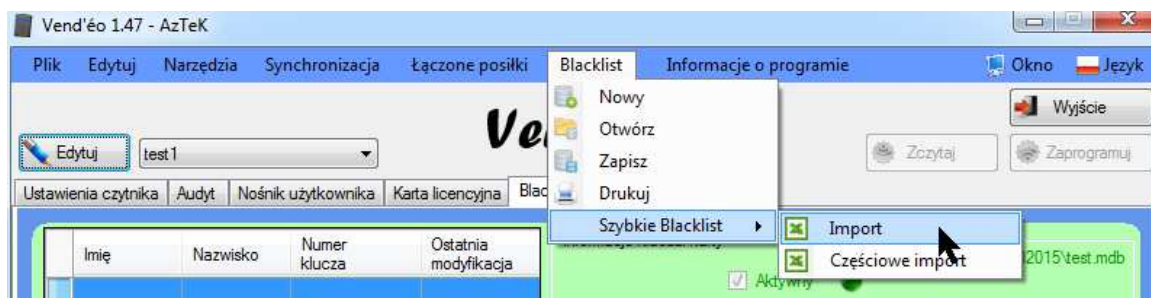 Vend'éo 1.47 - AzTeK
Plik Edytuj Narzędzia Synchronizacja Łączone posiłki Blacklist Informacje o programie Okno Język
Nowy
Otwórz
Zapisz
Drukuj
Szybkie Blacklist
Import
Częściowe import
Wyjście
Edytuj test1 Zczytaj Zaprogramuj
Ustawienia czytnika Audyt Nośnik użytkownika Karta licencyjna
Imię Nazwisko Numer klucza Ostatnia modyfikacja
2015\test.mdb
Aktywny